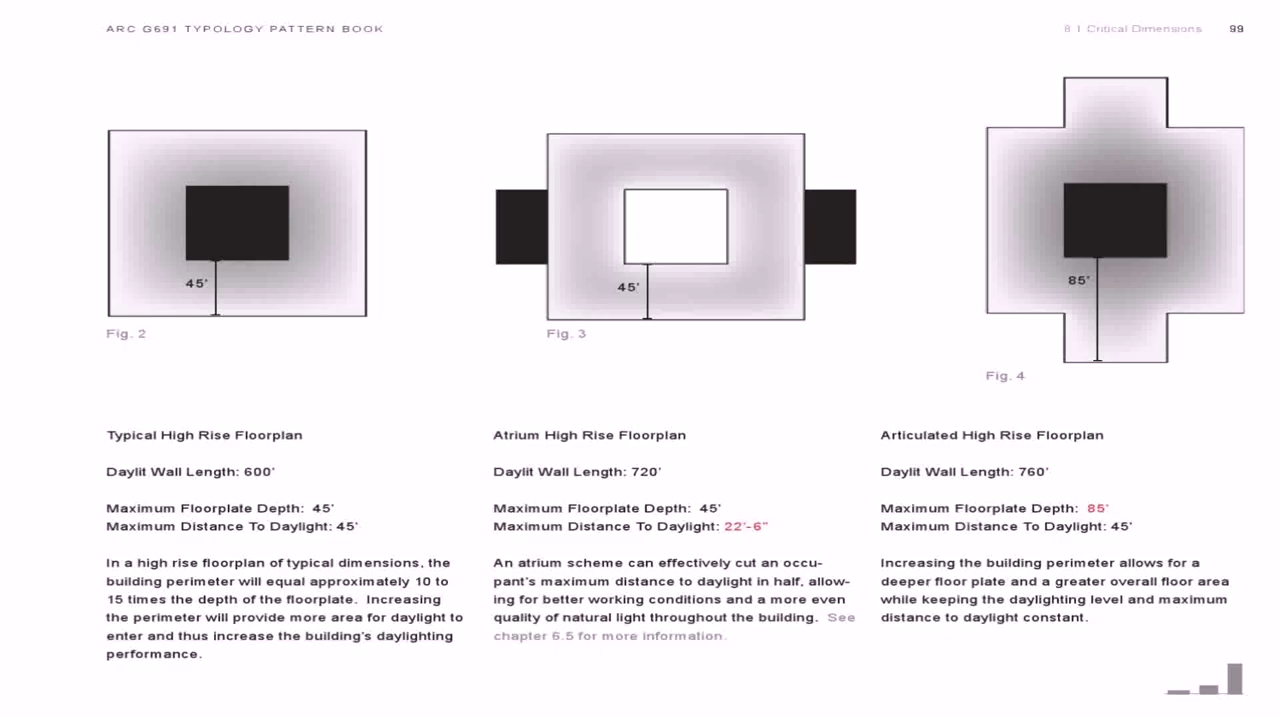 ARC G691 TYPOLOGY PATTERN BOOK
8 | Critical Dimensions 99
45'
Fig. 2
45'
Fig. 3
85'
Fig. 4
Typical High Rise Floorplan
Daylit Wall Length: 600'
Maximum Floorplate Depth: 45'
Maximum Distance To Daylight: 45'
In a high rise floorplan of typical dimensions, the
building perimeter will equal approximately 10 to
15 times the depth of the floorplate. Increasing
the perimeter will provide more area for daylight to
enter and thus increase the building's daylighting
performance.
Atrium High Rise Floorplan
Daylit Wall Length: 720'
Maximum Floorplate Depth: 45'
Maximum Distance To Daylight: 22'-6"
An atrium scheme can effectively cut an occu-
pant's maximum distance to daylight in half, allow-
ing for better working conditions and a more even
quality of natural light throughout the building. See
chapter 6.5 for more information.
Articulated High Rise Floorplan
Daylit Wall Length: 760'
Maximum Floorplate Depth: 85'
Maximum Distance To Daylight: 45'
Increasing the building perimeter allows for a
deeper floor plate and a greater overall floor area
while keeping the daylighting level and maximum
distance to daylight constant.